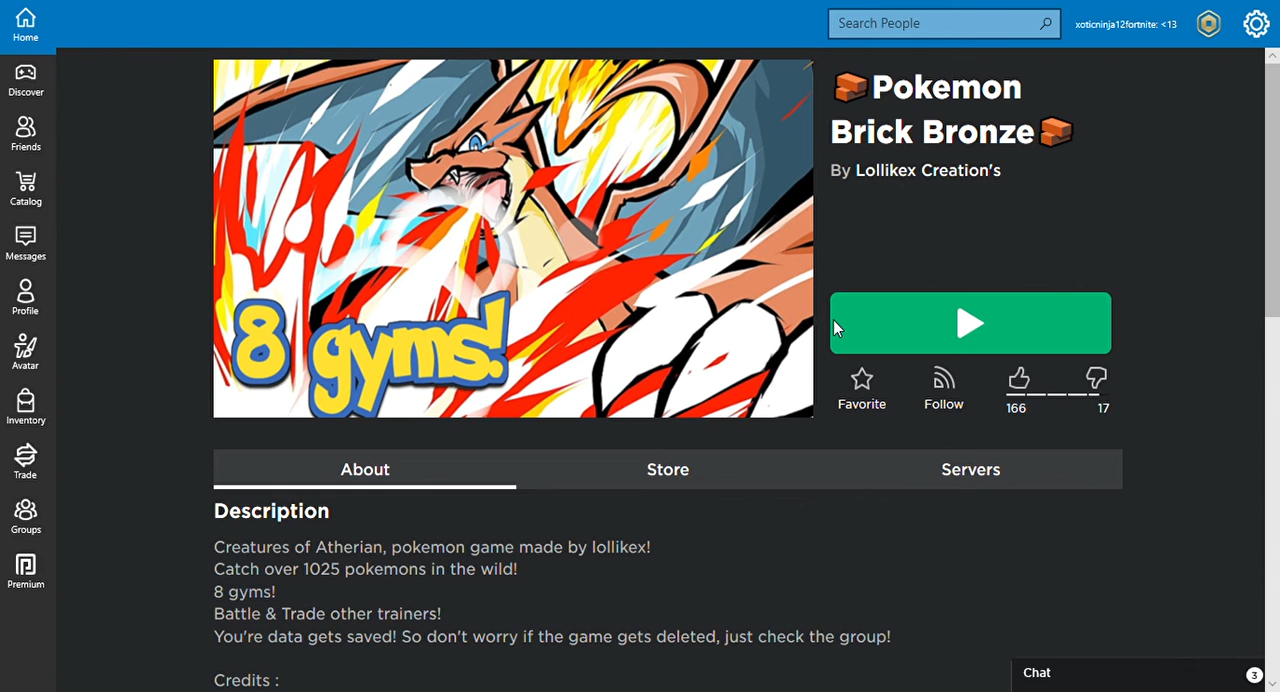 Home
Search People
xoticninja12fortnite: <13
Discover
Friends
Catalog
Messages
Profile
Avatar
Inventory
Trade
Groups
Premium
8 gyms!
Pokemon
Brick Bronze
By Lollikex Creation's
Favorite
Follow
166
17
About
Store
Servers
Description
Creatures of Atherian, pokemon game made by lollikex!
Catch over 1025 pokemons in the wild!
8 gyms!
Battle & Trade other trainers!
You're data gets saved! So don't worry if the game gets deleted, just check the group!
Credits :
Chat
3